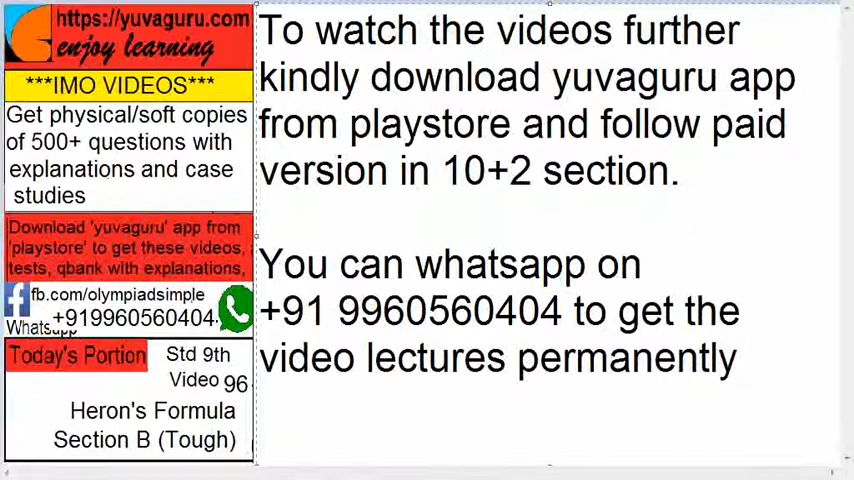 https://yuvaguru.com
enjoy learning
***IMO VIDEOS***
Get physical/soft copies
of 500+ questions with
explanations and case
studies
Download 'yuvaguru' app from
'playstore' to get these videos,
tests, qbank with explanations,
fb.com/olympiadsimple
+919960560404
Whatsapp
Today's Portion
Std 9th
Video 96
Heron's Formula
Section B (Tough)
To watch the videos further
kindly download yuvaguru app
from playstore and follow paid
version in 10+2 section.
You can whatsapp on
+91 9960560404 to get the
video lectures permanently